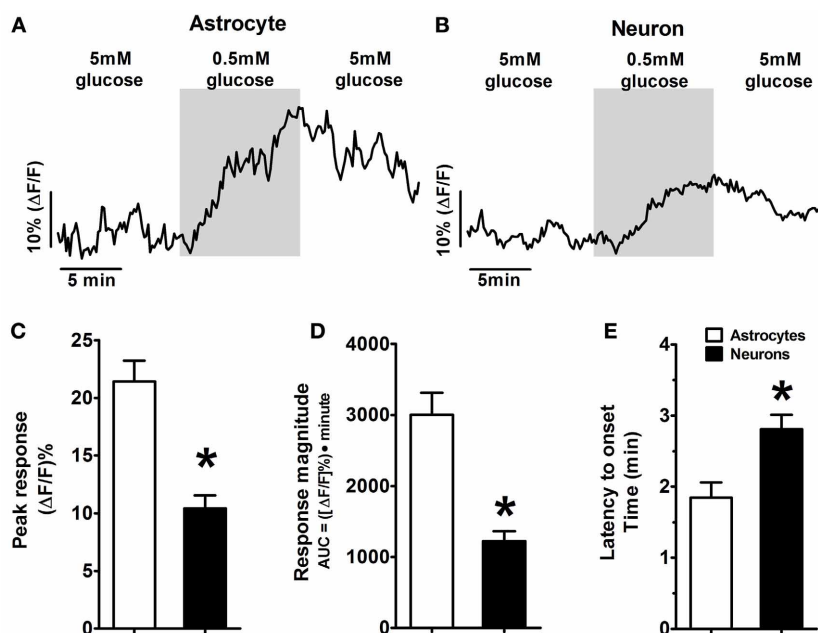 A
Astrocyte
5mM
glucose
0.5mM
glucose
5mM
glucose
10% (ΔF/F)
5 min
B
Neuron
5mM
glucose
0.5mM
glucose
5mM
glucose
10% (ΔF/F)
5min
C
Peak response
(ΔF/F)%
25
20
15
10
5
0
*
D
Response magnitude
AUC = ([ΔF/F]%)• minute
4000
3000
2000
1000
0
*
E
Latency to onset
Time (min)
4
3
2
1
0
Astrocytes
Neurons
*